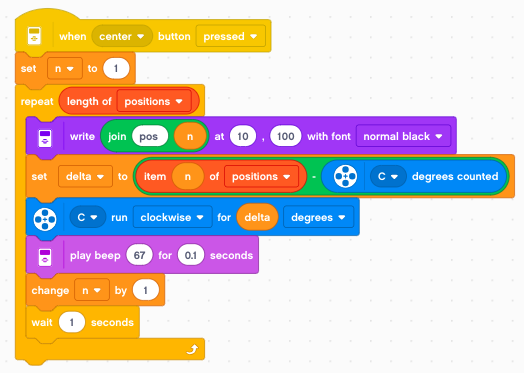 when center button pressed
set n to 1
repeat length of positions
write join pos n at 10 , 100 with font normal black
set delta to item n of positions - C degrees counted
C run clockwise for delta degrees
play beep 67 for 0.1 seconds
change n by 1
wait 1 seconds